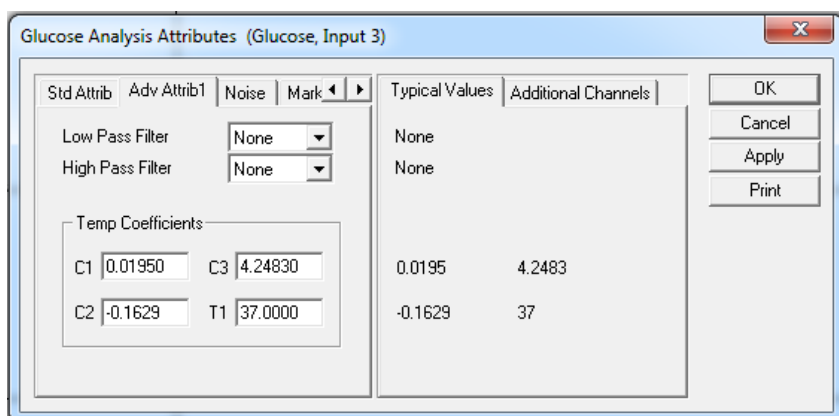 Glucose Analysis Attributes (Glucose, Input 3)
Std Attrib Adv Attrib1 Noise Mark Typical Values Additional Channels OK
Cancel
Low Pass Filter None None
Apply
High Pass Filter None None
Print
Temp Coefficients
C1 0.01950 C3 4.24830 0.0195 4.2483
C2 -0.1629 T1 37.0000 -0.1629 37